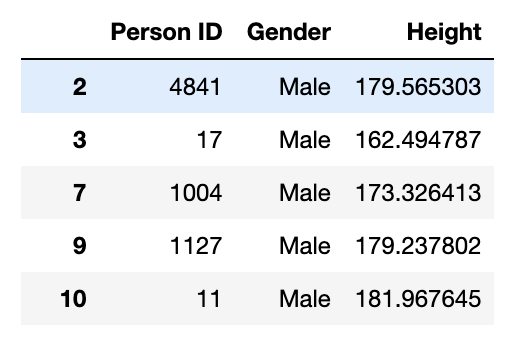 Person ID Gender Height
2 4841 Male 179.565303
3 17 Male 162.494787
7 1004 Male 173.326413
9 1127 Male 179.237802
10 11 Male 181.967645